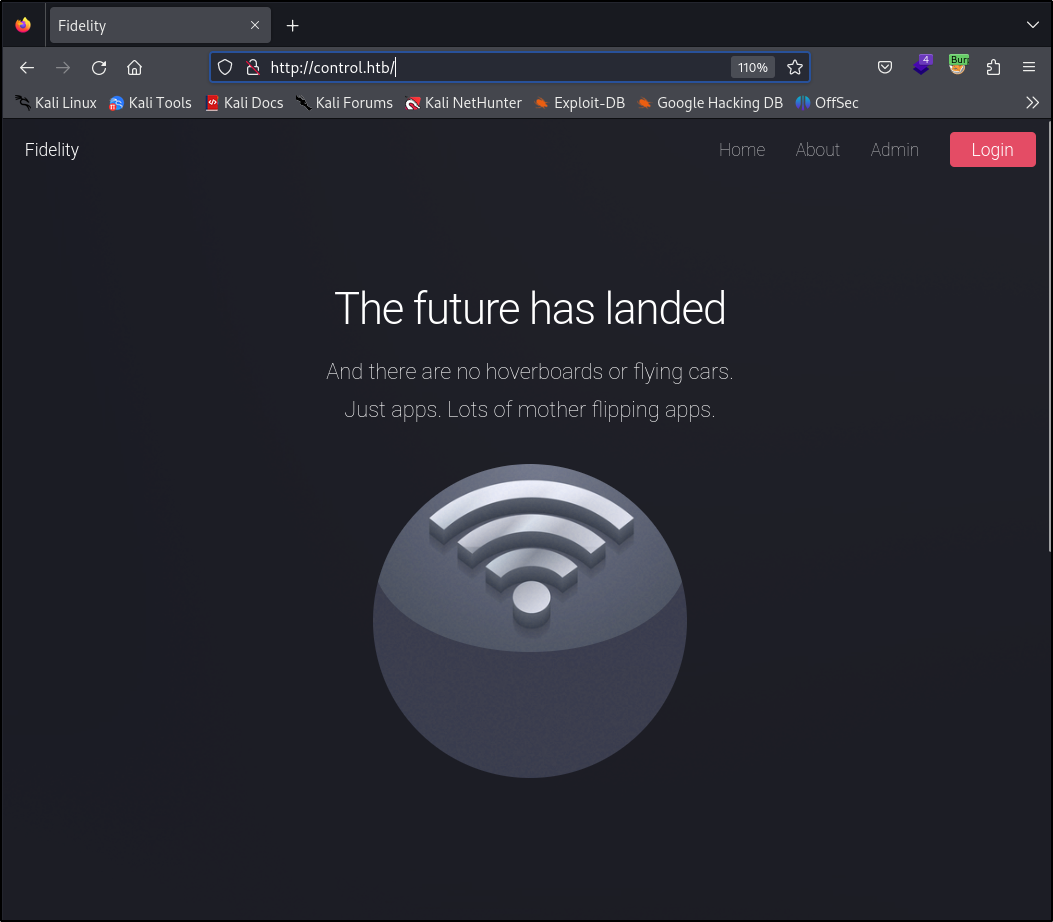 Fidelity
http://control.htb/ 110% 4 Bur
Kali Linux Kali Tools Kali Docs Kali Forums Kali NetHunter Exploit-DB Google Hacking DB OffSec
Fidelity Home About Admin Login
The future has landed
And there are no hoverboards or flying cars.
Just apps. Lots of mother flipping apps.